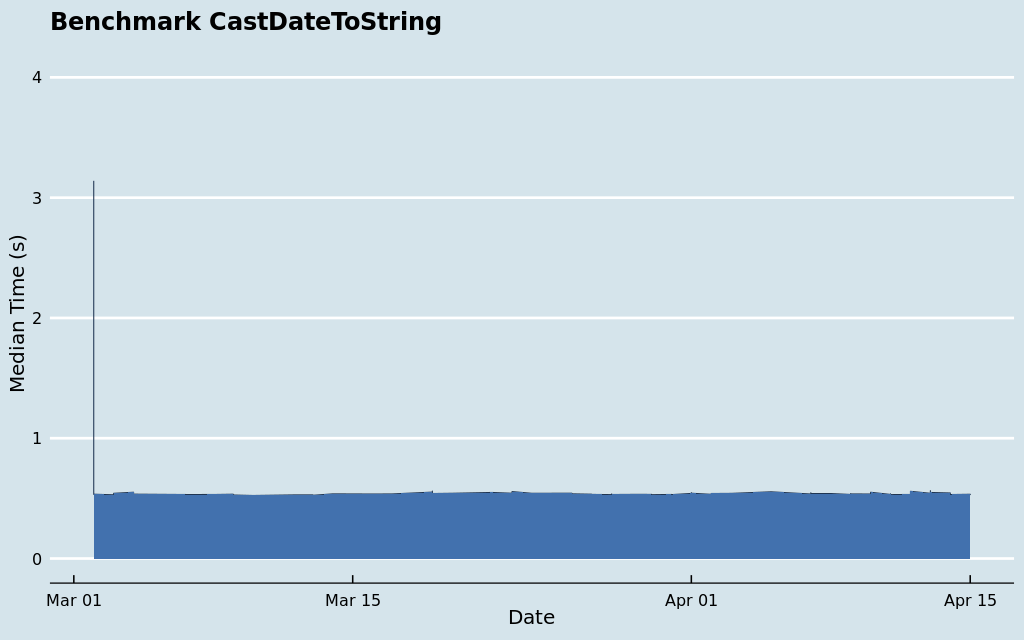 Benchmark CastDateToString
4
3
2
1
0
Median Time (s)
Mar 01
Mar 15
Apr 01
Apr 15
Date